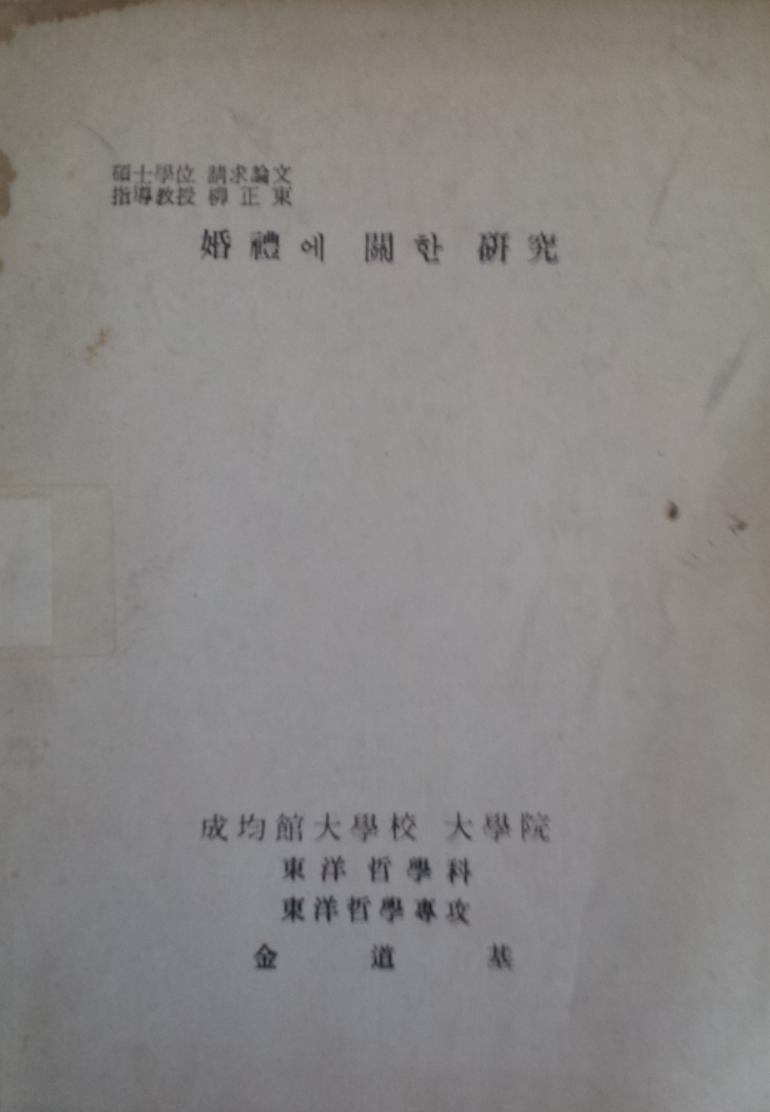 碩士學位 請求論文
指導教授 柳正東
婚禮에 關한 硏究
成均館大學校 大學院
東洋哲學科
東洋哲學專攻
金道基